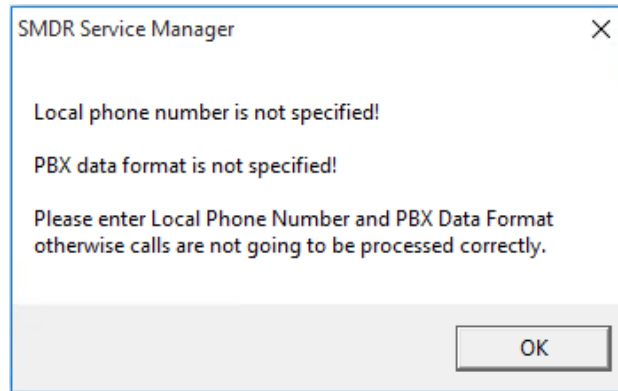 SMDR Service Manager
Local phone number is not specified!
PBX data format is not specified!
Please enter Local Phone Number and PBX Data Format
otherwise calls are not going to be processed correctly.
OK